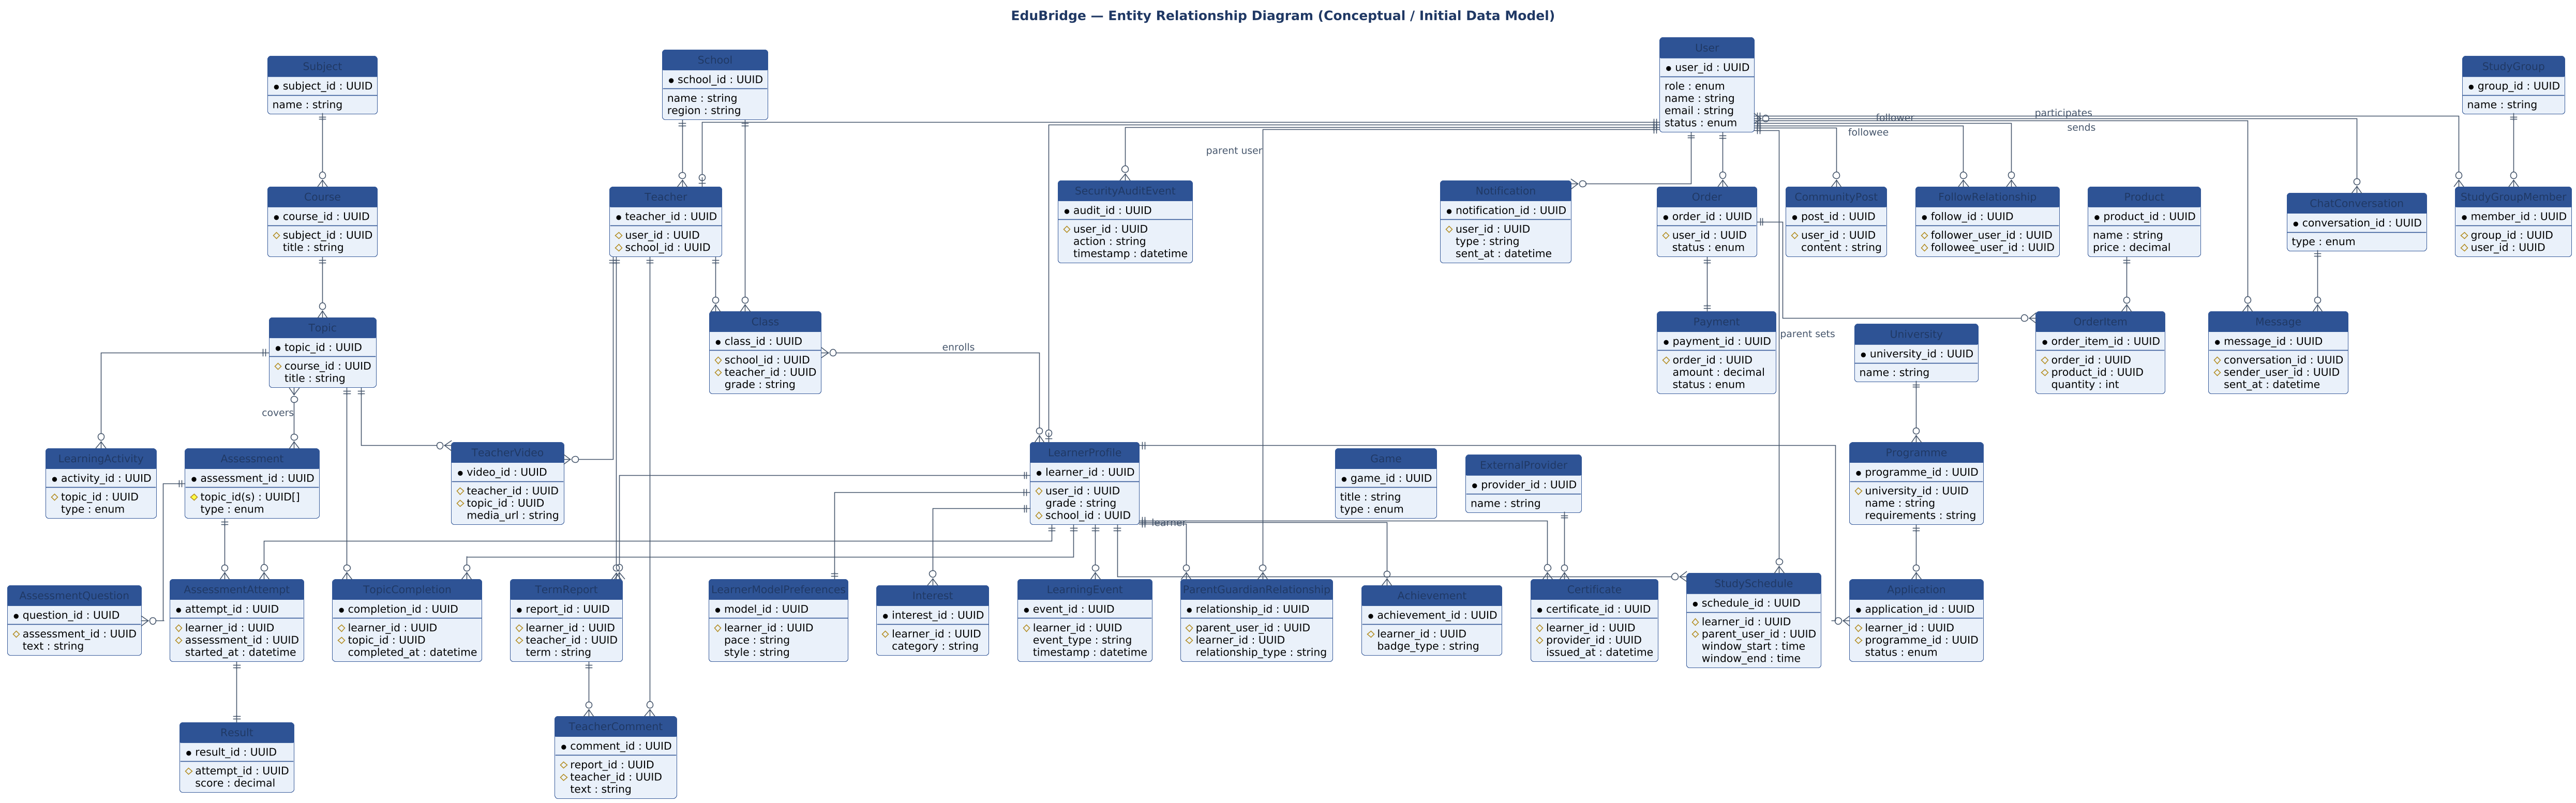 EduBridge — Entity Relationship Diagram (Conceptual / Initial Data Model)
Subject
subject_id : UUID
name : string
School
school_id : UUID
name : string
region : string
User
user_id : UUID
role : enum
name : string
email : string
status : enum
StudyGroup
group_id : UUID
name : string
follower
followee
participates
sends
parent user
Course
course_id : UUID
subject_id : UUID
title : string
Teacher
teacher_id : UUID
user_id : UUID
school_id : UUID
SecurityAuditEvent
audit_id : UUID
user_id : UUID
action : string
timestamp : datetime
Notification
notification_id : UUID
user_id : UUID
type : string
sent_at : datetime
Order
order_id : UUID
user_id : UUID
status : enum
CommunityPost
post_id : UUID
user_id : UUID
content : string
FollowRelationship
follow_id : UUID
follower_user_id : UUID
followee_user_id : UUID
Product
product_id : UUID
name : string
price : decimal
ChatConversation
conversation_id : UUID
type : enum
StudyGroupMember
member_id : UUID
group_id : UUID
user_id : UUID
Topic
topic_id : UUID
course_id : UUID
title : string
Class
class_id : UUID
school_id : UUID
teacher_id : UUID
grade : string
enrolls
Payment
payment_id : UUID
order_id : UUID
amount : decimal
status : enum
parent sets
University
university_id : UUID
name : string
OrderItem
order_item_id : UUID
order_id : UUID
product_id : UUID
quantity : int
Message
message_id : UUID
conversation_id : UUID
sender_user_id : UUID
sent_at : datetime
covers
LearningActivity
activity_id : UUID
topic_id : UUID
type : enum
Assessment
assessment_id : UUID
topic_id(s) : UUID[]
type : enum
TeacherVideo
video_id : UUID
teacher_id : UUID
topic_id : UUID
media_url : string
LearnerProfile
learner_id : UUID
user_id : UUID
grade : string
school_id : UUID
learner
Game
game_id : UUID
title : string
type : enum
ExternalProvider
provider_id : UUID
name : string
Programme
programme_id : UUID
university_id : UUID
name : string
requirements : string
AssessmentQuestion
question_id : UUID
assessment_id : UUID
text : string
AssessmentAttempt
attempt_id : UUID
learner_id : UUID
assessment_id : UUID
started_at : datetime
TopicCompletion
completion_id : UUID
learner_id : UUID
topic_id : UUID
completed_at : datetime
TermReport
report_id : UUID
learner_id : UUID
teacher_id : UUID
term : string
LearnerModelPreferences
model_id : UUID
learner_id : UUID
pace : string
style : string
Interest
interest_id : UUID
learner_id : UUID
category : string
LearningEvent
event_id : UUID
learner_id : UUID
event_type : string
timestamp : datetime
ParentGuardianRelationship
relationship_id : UUID
parent_user_id : UUID
learner_id : UUID
relationship_type : string
Achievement
achievement_id : UUID
learner_id : UUID
badge_type : string
Certificate
certificate_id : UUID
learner_id : UUID
provider_id : UUID
issued_at : datetime
StudySchedule
schedule_id : UUID
learner_id : UUID
parent_user_id : UUID
window_start : time
window_end : time
Application
application_id : UUID
learner_id : UUID
programme_id : UUID
status : enum
Result
result_id : UUID
attempt_id : UUID
score : decimal
TeacherComment
comment_id : UUID
report_id : UUID
teacher_id : UUID
text : string